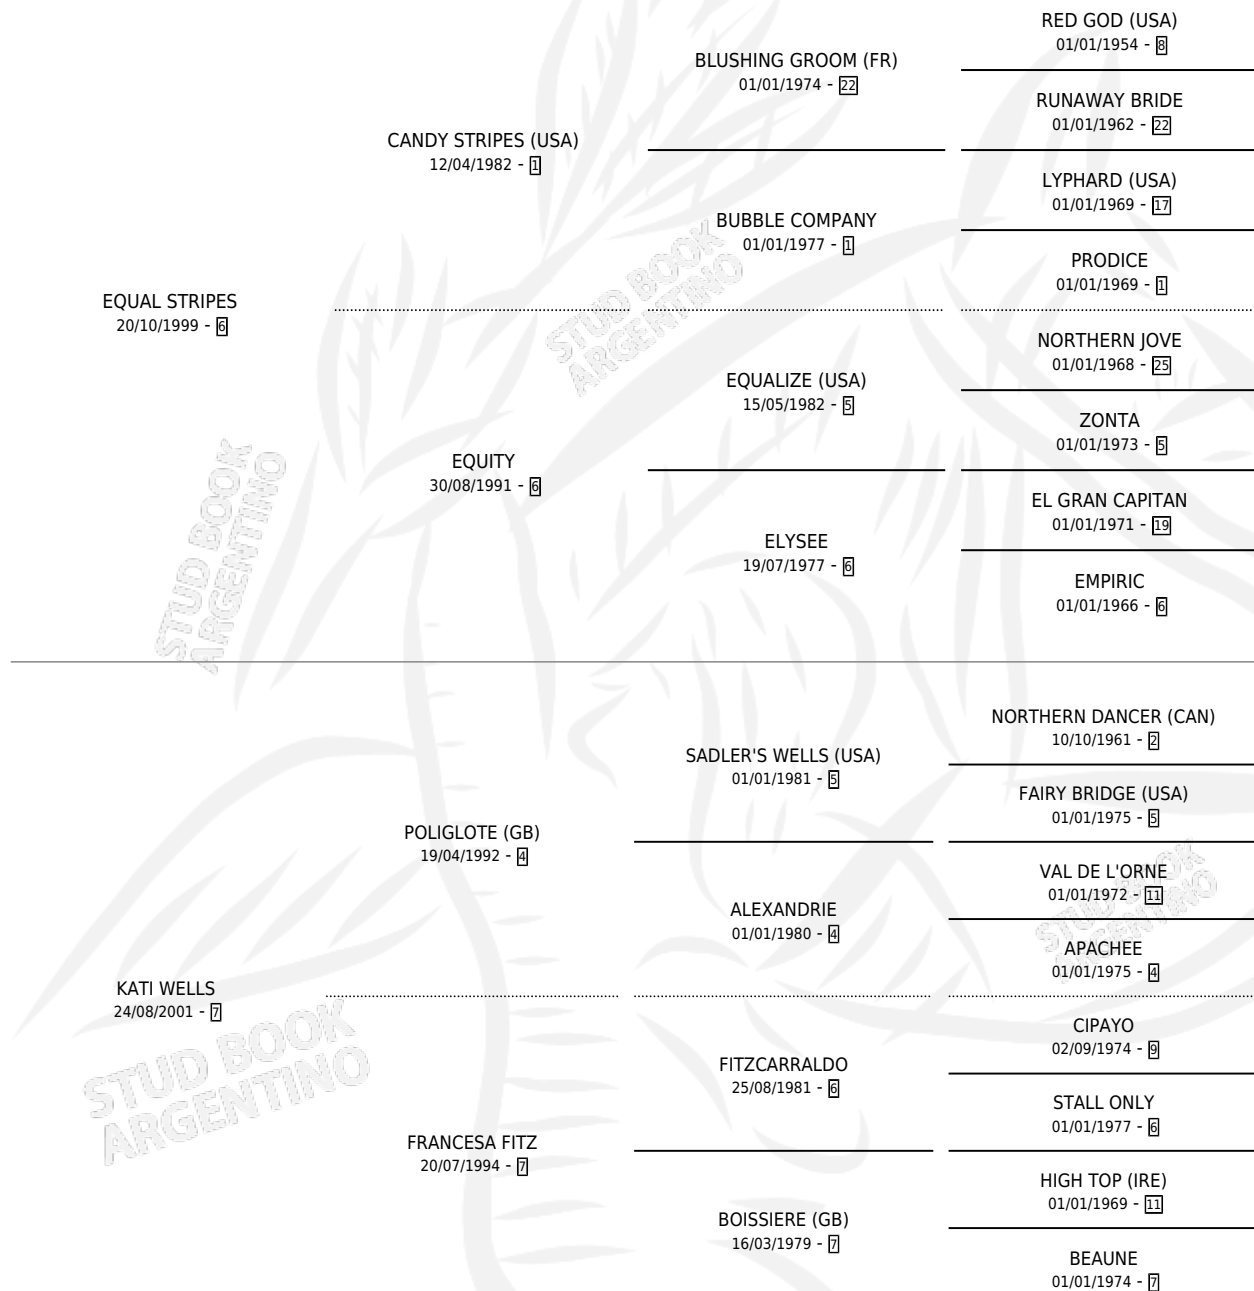 RED GOD (USA)
01/01/1954 - 8
BLUSHING GROOM (FR)
01/01/1974 - 22
RUNAWAY BRIDE
01/01/1962 - 22
CANDY STRIPES (USA)
12/04/1982 - 1
LYPHARD (USA)
01/01/1969 - 17
BUBBLE COMPANY
01/01/1977 - 1
PRODICE
01/01/1969 - 1
EQUAL STRIPES
20/10/1999 - 6
NORTHERN JOVE
01/01/1968 - 25
EQUALIZE (USA)
15/05/1982 - 5
ZONTA
01/01/1973 - 5
EQUITY
30/08/1991 - 6
EL GRAN CAPITAN
01/01/1971 - 19
ELYSEE
19/07/1977 - 6
EMPIRIC
01/01/1966 - 6
NORTHERN DANCER (CAN)
10/10/1961 - 2
SADLER'S WELLS (USA)
01/01/1981 - 5
FAIRY BRIDGE (USA)
01/01/1975 - 5
POLIGLOTE (GB)
19/04/1992 - 4
VAL DE L'ORNE
01/01/1972 - 11
ALEXANDRIE
01/01/1980 - 4
APACHEE
01/01/1975 - 4
KATI WELLS
24/08/2001 - 7
CIPAYO
02/09/1974 - 9
FITZCARRALDO
25/08/1981 - 6
STALL ONLY
01/01/1977 - 6
FRANCESA FITZ
20/07/1994 - 7
HIGH TOP (IRE)
01/01/1969 - 11
BOISSIERE (GB)
16/03/1979 - 7
BEAUNE
01/01/1974 - 7
STUD BOOK
ARGENTINO
STUD BOOK
ARGENTINO
STUD BOOK
ARGENTINO
STUD BOOK
ARGENTINO